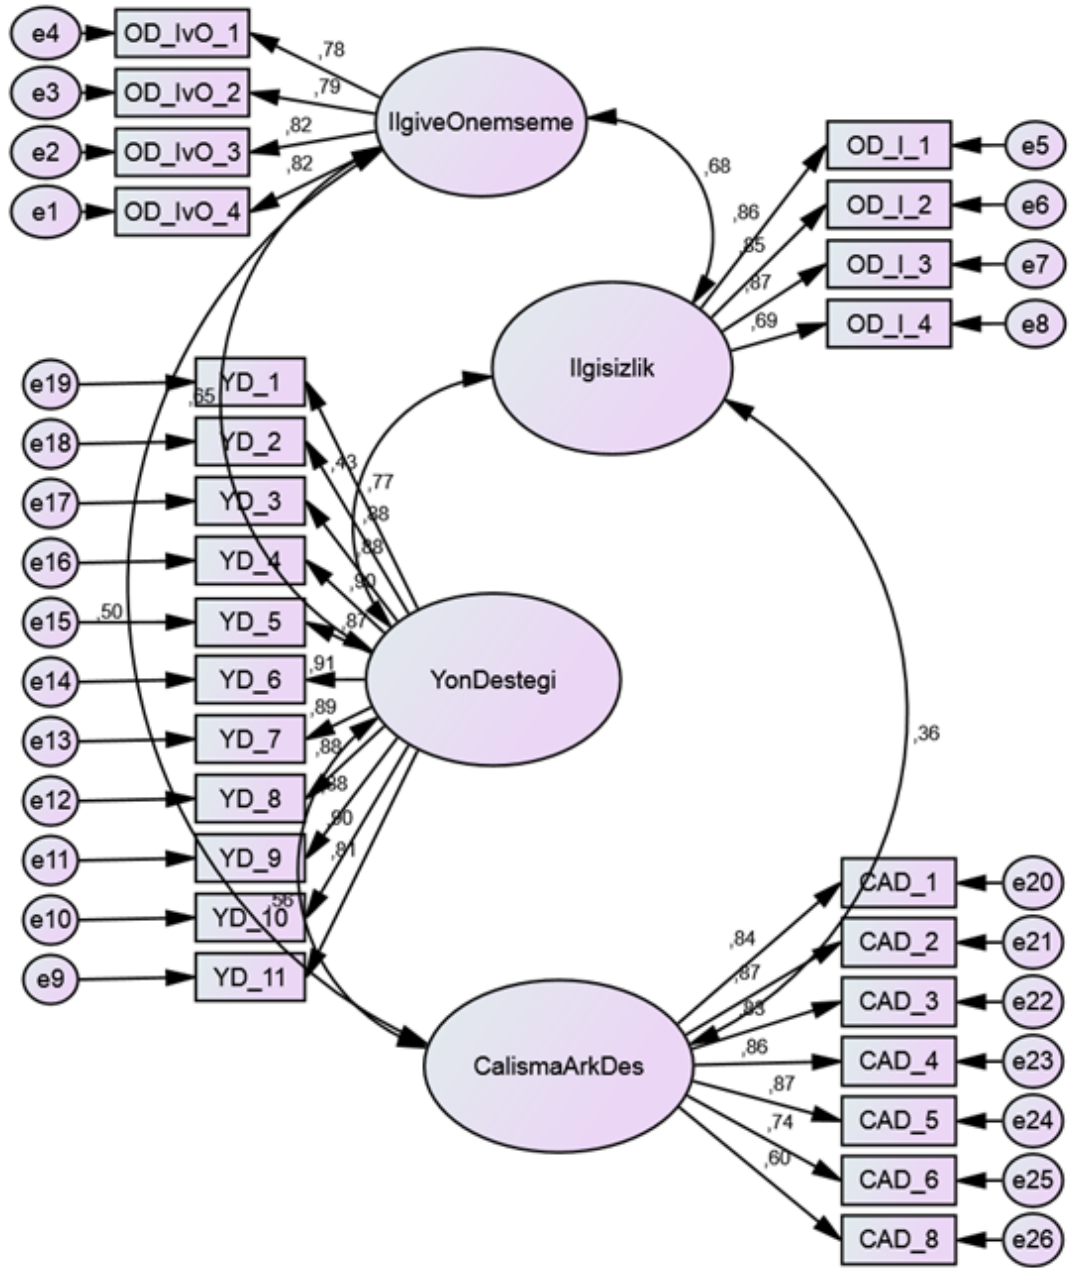 e4
OD_IvO_1
,78
e3
OD_IvO_2
,79
IlgiveOnemseme
e2
OD_IvO_3
,82
e1
OD_IvO_4
,82
,68
OD_I_1
e5
,86
OD_I_2
e6
,85
OD_I_3
e7
,87
OD_I_4
e8
,69
Ilgisizlik
e19
YD_1
,65
e18
YD_2
,43
,77
e17
YD_3
,88
e16
YD_4
,88
,90
e15
,50
YD_5
,87
e14
YD_6
,91
YonDestegi
e13
YD_7
,89
,88
e12
YD_8
,88
,90
e11
YD_9
,81
e10
YD_10
,56
e9
YD_11
,36
CAD_1
e20
,84
CAD_2
e21
,87
CAD_3
e22
,83
CalismaArkDes
CAD_4
e23
,86
CAD_5
e24
,87
CAD_6
e25
,74
CAD_8
e26
,60